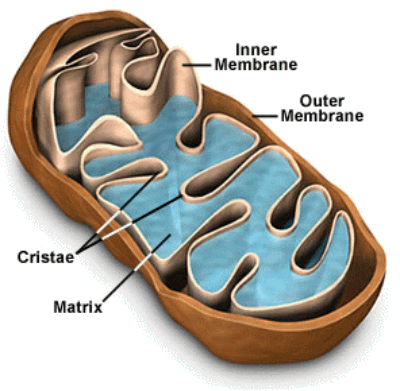 Inner
Membrane
Outer
Membrane
Cristae
Matrix